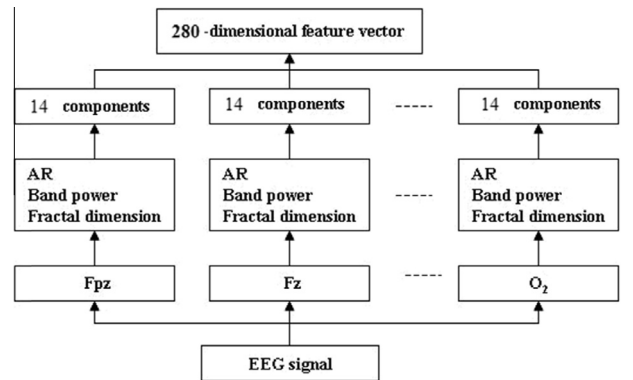 280 -dimensional feature vector
14 components
14 components
14 components
AR
Band power
Fractal dimension
AR
Band power
Fractal dimension
AR
Band power
Fractal dimension
Fpz
Fz
O₂
EEG signal